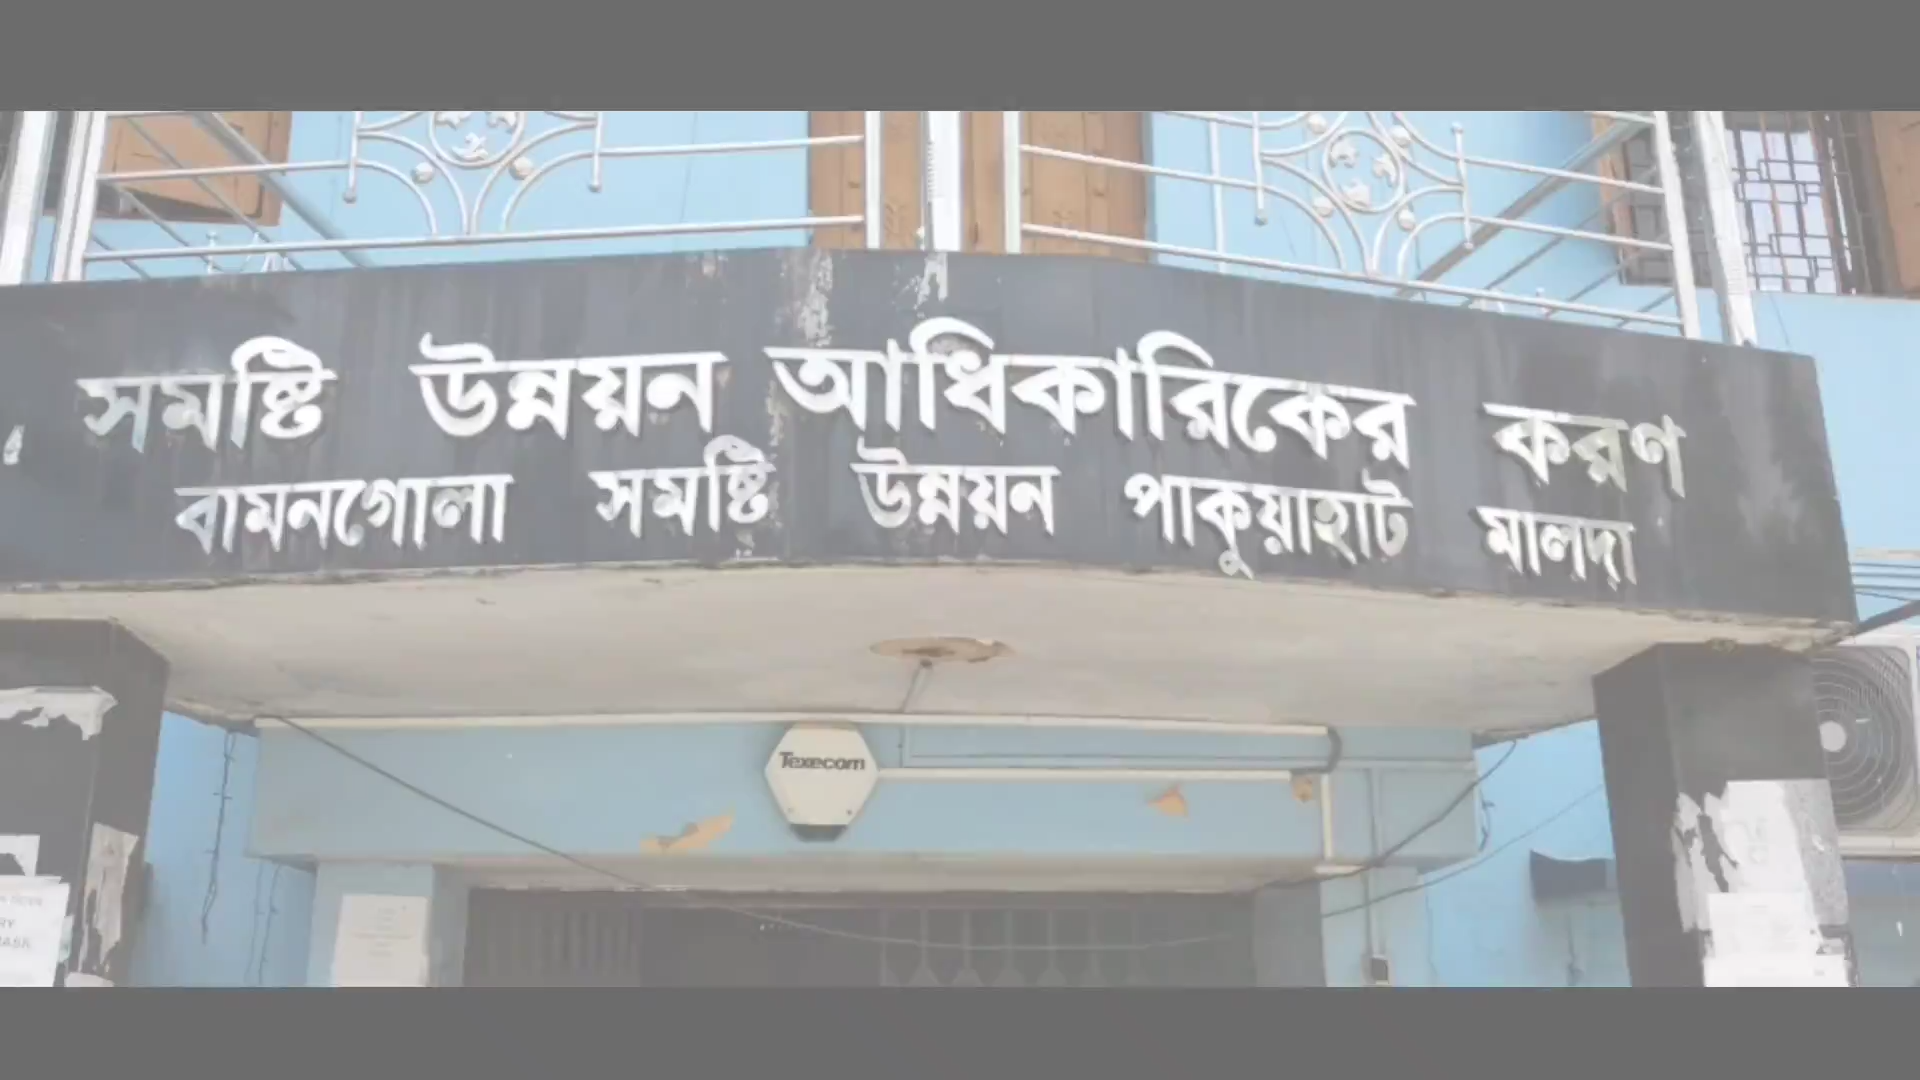 সমষ্টি উন্নয়ন আধিকারিকের করণ
বামনগোলা সমষ্টি উন্নয়ন পাকুয়াহাট মালদা
Texecom